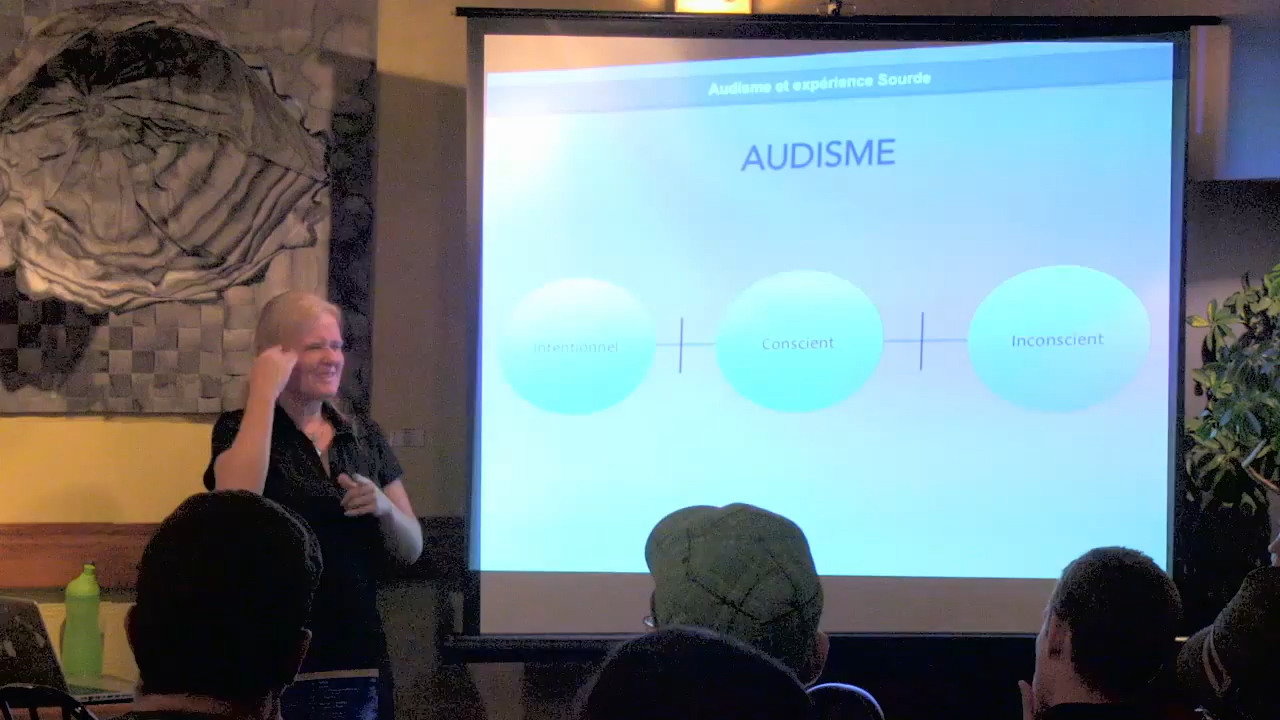 Audisme et expérience Sourde
AUDISME
Intentionnel
Conscient
Inconscient